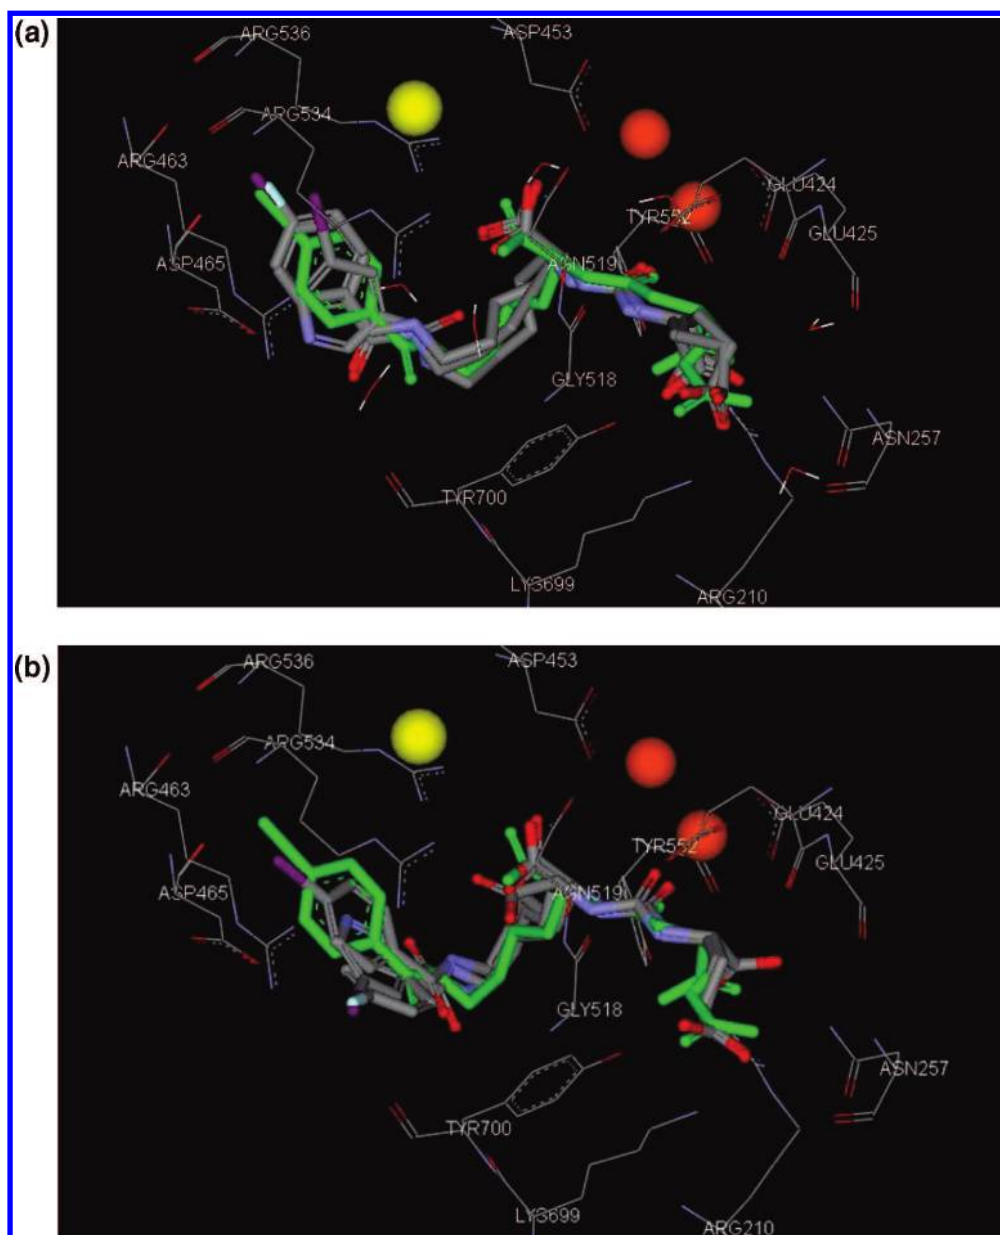 (a)
ARG536
ASP453
ARG534
ARG463
GLU424
TYR552
GLU425
ASP465
ASN519
GLY518
ASN257
TYR700
LYS699
ARG210
(b)
ARG536
ASP453
ARG534
ARG463
GLU424
TYR552
GLU425
ASP465
ASN519
GLY518
ASN257
TYR700
LYS699
ARG210